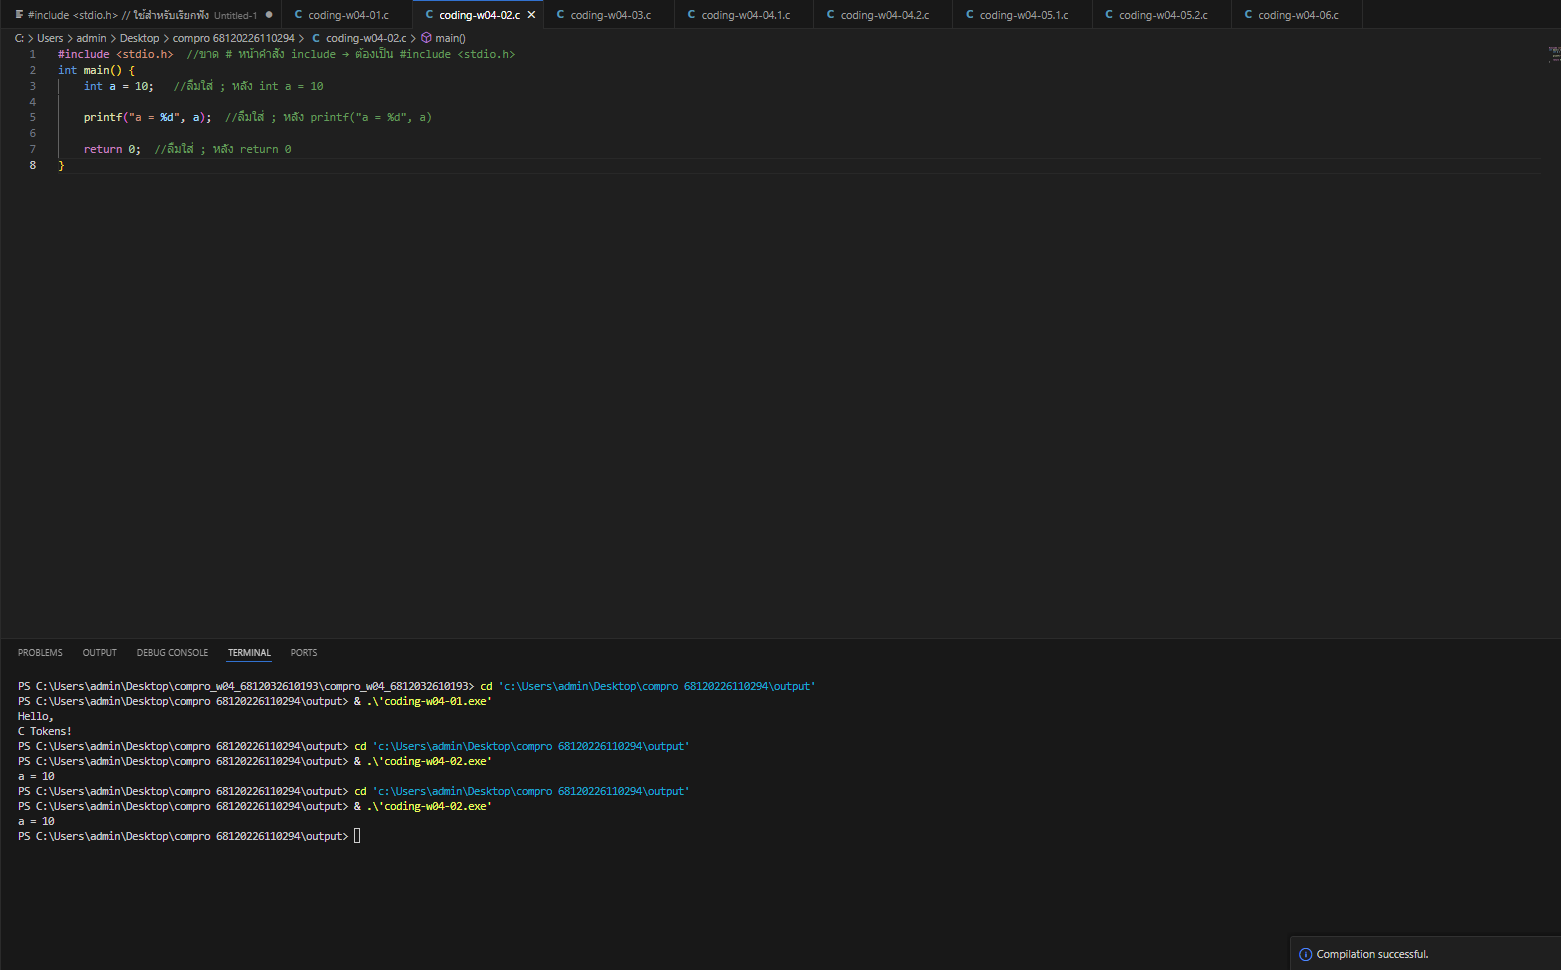 #include <stdio.h> // ใช้สำหรับเรียกฟัง Untitled-1 ●
C coding-w04-01.c
C coding-w04-02.c ×
C coding-w04-03.c
C coding-w04-04.1.c
C coding-w04-04.2.c
C coding-w04-05.1.c
C coding-w04-05.2.c
C coding-w04-06.c
C: > Users > admin > Desktop > compro 68120226110294 > C coding-w04-02.c > main()
1 #include <stdio.h> //ขาด # หน้าคำสั่ง include → ต้องเป็น #include <stdio.h>
2 int main() {
3 int a = 10; //ลืมใส่ ; หลัง int a = 10
4
5 printf("a = %d", a); //ลืมใส่ ; หลัง printf("a = %d", a)
6
7 return 0; //ลืมใส่ ; หลัง return 0
8 }
PROBLEMS OUTPUT DEBUG CONSOLE TERMINAL PORTS
PS C:\Users\admin\Desktop\compro_w04_6812032610193\compro_w04_6812032610193> cd 'c:\Users\admin\Desktop\compro 68120226110294\output'
PS C:\Users\admin\Desktop\compro 68120226110294\output> & .\'coding-w04-01.exe'
Hello,
C Tokens!
PS C:\Users\admin\Desktop\compro 68120226110294\output> cd 'c:\Users\admin\Desktop\compro 68120226110294\output'
PS C:\Users\admin\Desktop\compro 68120226110294\output> & .\'coding-w04-02.exe'
a = 10
PS C:\Users\admin\Desktop\compro 68120226110294\output> cd 'c:\Users\admin\Desktop\compro 68120226110294\output'
PS C:\Users\admin\Desktop\compro 68120226110294\output> & .\'coding-w04-02.exe'
a = 10
PS C:\Users\admin\Desktop\compro 68120226110294\output>
Compilation successful.